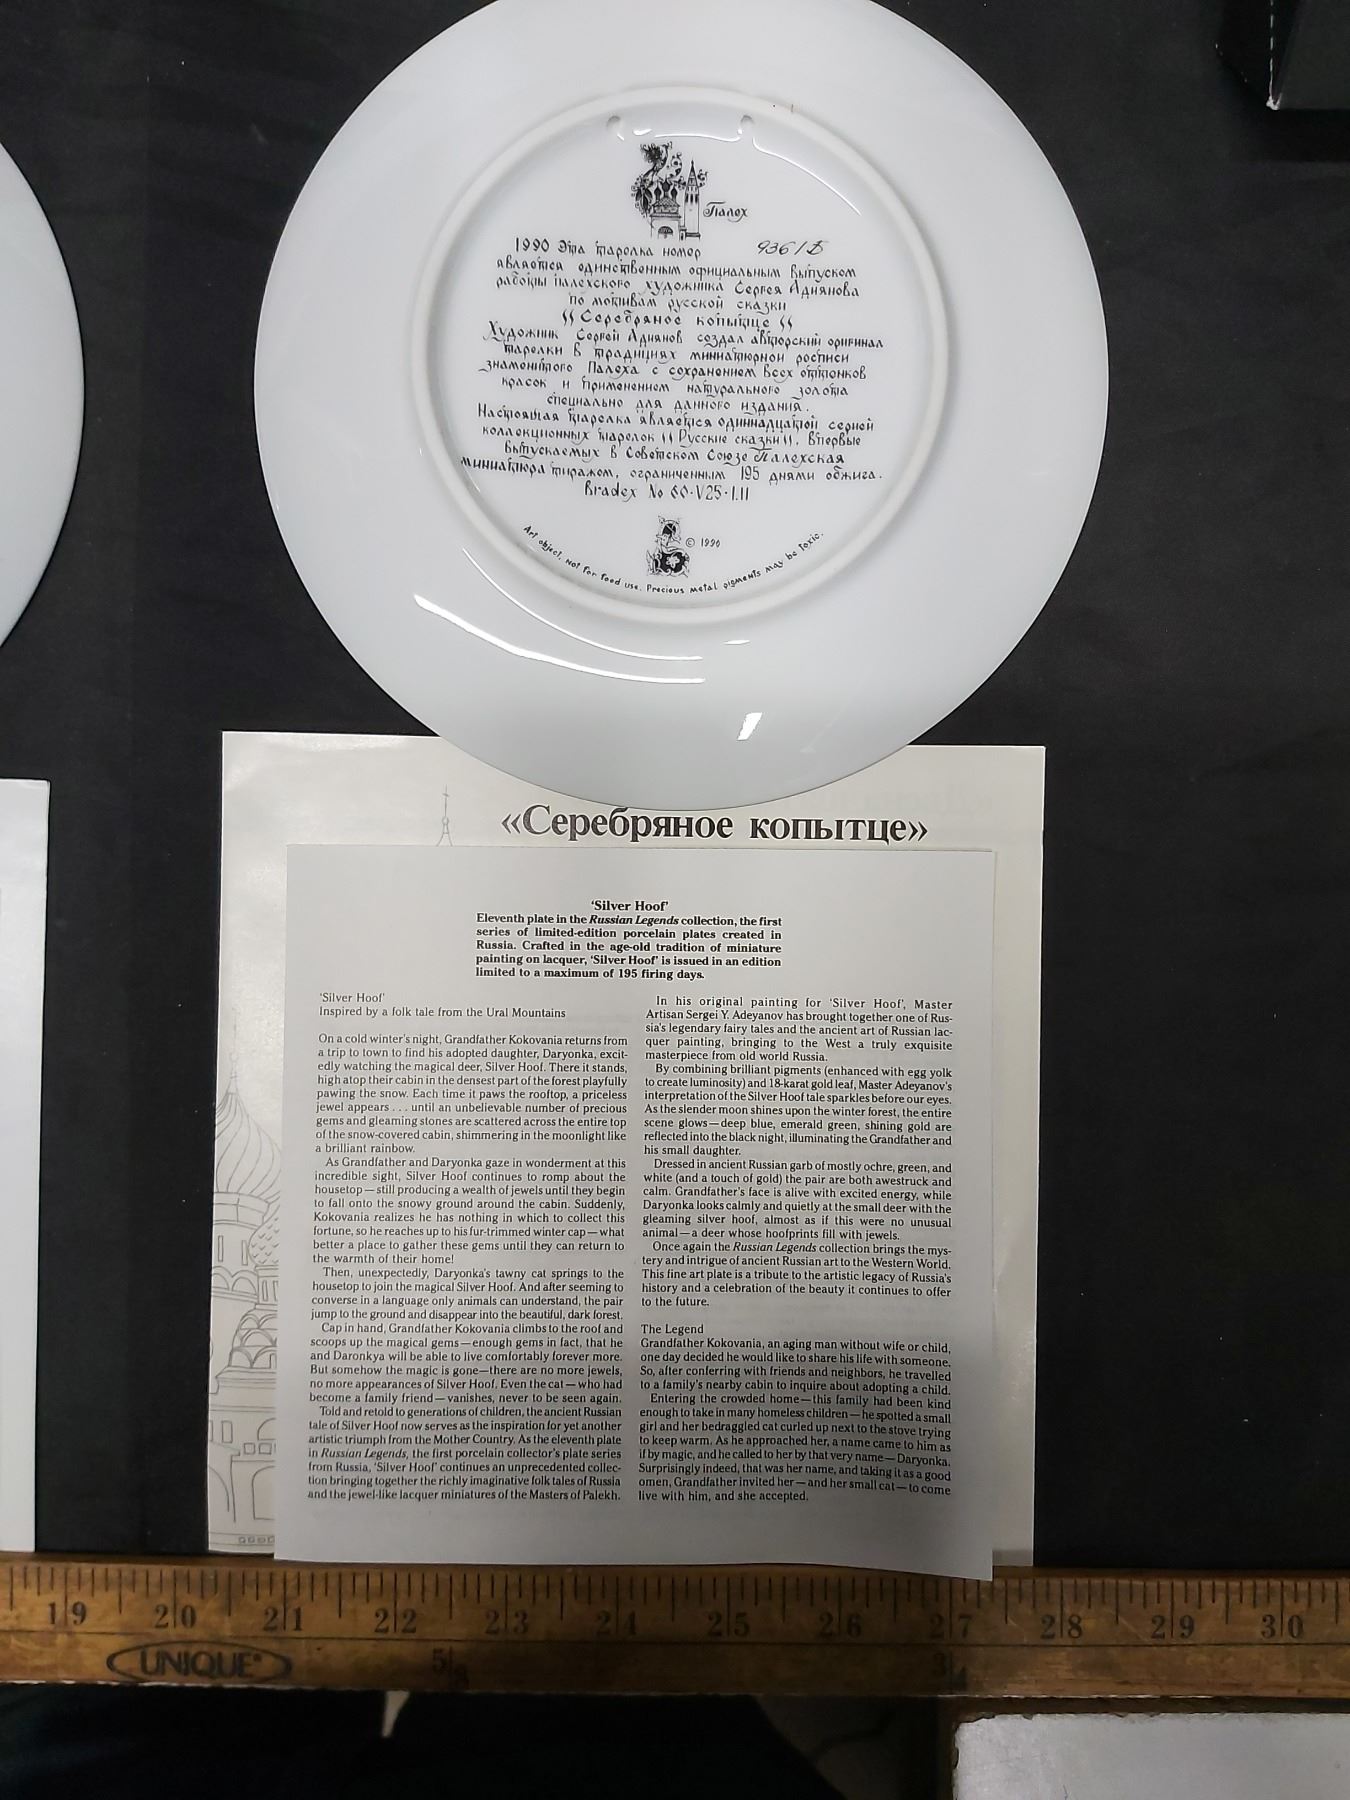 Палех
1990 Эта тарелка номер 936/Б
является единственным официальным выпуском
работы палехского художника Сергея Адиянова
по мотивам русской сказки
"Серебряное копытце"
Художник Сергей Адиянов создал авторский оригинал
тарелки в традициях миниатюрной росписи
знаменитого Палеха с сохранением всех оттенков
красок и применением натурального золота
специально для данного издания.
Настоящая тарелка является одиннадцатой серией
коллекционных тарелок "Русские сказки". Впервые
выпускаемых в Советском Союзе Палехская
миниатюра тиражом, ограниченным 195 днями обжига.
Bradex No 60·V25·1.11
© 1990
Art object, not for food use. Precious metal pigments may be toxic.
«Серебряное копытце»
‘Silver Hoof’
Eleventh plate in the Russian Legends collection, the first
series of limited-edition porcelain plates created in
Russia. Crafted in the age-old tradition of miniature
painting on lacquer, ‘Silver Hoof’ is issued in an edition
limited to a maximum of 195 firing days.
‘Silver Hoof’
Inspired by a folk tale from the Ural Mountains
On a cold winter's night, Grandfather Kokovania returns from
a trip to town to find his adopted daughter, Daryonka, excit-
edly watching the magical deer, Silver Hoof. There it stands,
high atop their cabin in the densest part of the forest playfully
pawing the snow. Each time it paws the rooftop, a priceless
jewel appears . . . until an unbelievable number of precious
gems and gleaming stones are scattered across the entire top
of the snow-covered cabin, shimmering in the moonlight like
a brilliant rainbow.
As Grandfather and Daryonka gaze in wonderment at this
incredible sight, Silver Hoof continues to romp about the
housetop—still producing a wealth of jewels until they begin
to fall onto the snowy ground around the cabin. Suddenly,
Kokovania realizes he has nothing in which to collect this
fortune, so he reaches up to his fur-trimmed winter cap—what
better a place to gather these gems until they can return to
the warmth of their home!
Then, unexpectedly, Daryonka's tawny cat springs to the
housetop to join the magical Silver Hoof. And after seeming to
converse in a language only animals can understand, the pair
jump to the ground and disappear into the beautiful, dark forest.
Cap in hand, Grandfather Kokovania climbs to the roof and
scoops up the magical gems—enough gems in fact, that he
and Daronkya will be able to live comfortably forever more.
But somehow the magic is gone—there are no more jewels,
no more appearances of Silver Hoof. Even the cat—who had
become a family friend—vanishes, never to be seen again.
Told and retold to generations of children, the ancient Russian
tale of Silver Hoof now serves as the inspiration for yet another
artistic triumph from the Mother Country. As the eleventh plate
in Russian Legends, the first porcelain collector's plate series
from Russia, ‘Silver Hoof’ continues an unprecedented collec-
tion bringing together the richly imaginative folk tales of Russia
and the jewel-like lacquer miniatures of the Masters of Palekh.
In his original painting for ‘Silver Hoof’, Master
Artisan Sergei Y. Adeyanov has brought together one of Rus-
sia's legendary fairy tales and the ancient art of Russian lac-
quer painting, bringing to the West a truly exquisite
masterpiece from old world Russia.
By combining brilliant pigments (enhanced with egg yolk
to create luminosity) and 18-karat gold leaf, Master Adeyanov's
interpretation of the Silver Hoof tale sparkles before our eyes.
As the slender moon shines upon the winter forest, the entire
scene glows—deep blue, emerald green, shining gold are
reflected into the black night, illuminating the Grandfather and
his small daughter.
Dressed in ancient Russian garb of mostly ochre, green, and
white (and a touch of gold) the pair are both awestruck and
calm. Grandfather's face is alive with excited energy, while
Daryonka looks calmly and quietly at the small deer with the
gleaming silver hoof, almost as if this were no unusual
animal—a deer whose hoofprints fill with jewels.
Once again the Russian Legends collection brings the mys-
tery and intrigue of ancient Russian art to the Western World.
This fine art plate is a tribute to the artistic legacy of Russia's
history and a celebration of the beauty it continues to offer
to the future.
The Legend
Grandfather Kokovania, an aging man without wife or child,
one day decided he would like to share his life with someone.
So, after conferring with friends and neighbors, he travelled
to a family's nearby cabin to inquire about adopting a child.
Entering the crowded home—this family had been kind
enough to take in many homeless children—he spotted a small
girl and her bedraggled cat curled up next to the stove trying
to keep warm. As he approached her, a name came to him as
if by magic, and he called to her by that very name—Daryonka.
Surprisingly indeed, that was her name, and taking it as a good
omen, Grandfather invited her—and her small cat—to come
live with him, and she accepted.
19 20 21 22 23 24 25 26 27 28 29 30
UNIQUE 5/8 3/4